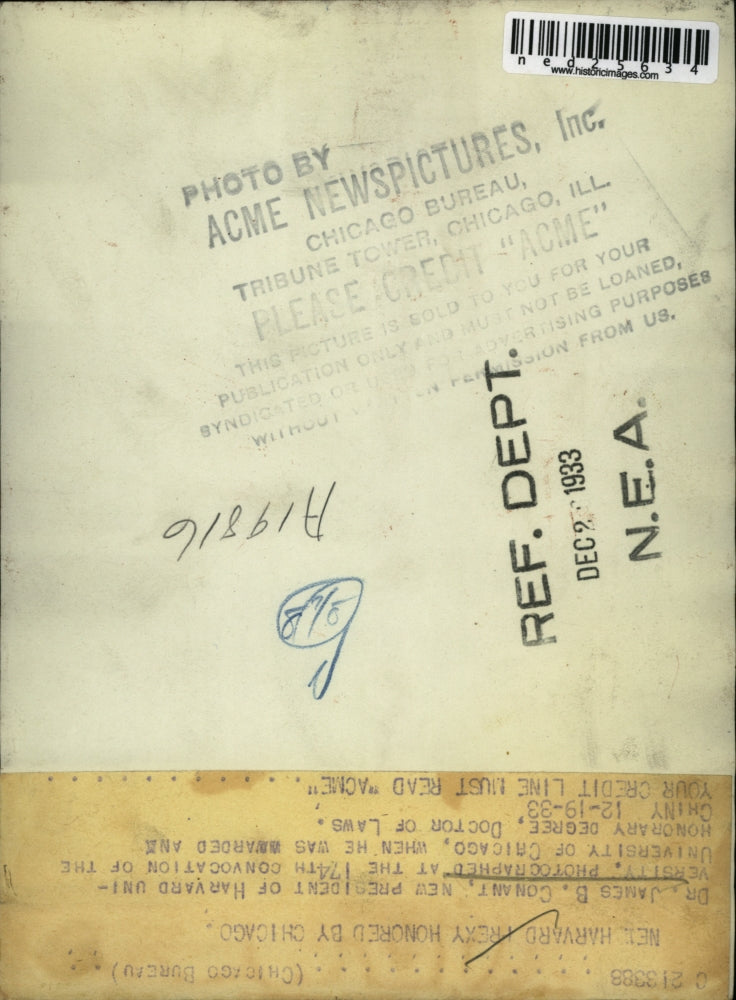 ned25634
www.historicimages.com
PHOTO BY
ACME NEWSPICTURES, Inc.
CHICAGO BUREAU,
TRIBUNE TOWER, CHICAGO, ILL.
PLEASE CREDIT "ACME"
THIS PICTURE IS SOLD TO YOU FOR YOUR
PUBLICATION ONLY AND MUST NOT BE LOANED,
SYNDICATED OR USED FOR ADVERTISING PURPOSES
WITHOUT WRITTEN PERMISSION FROM US.
REF. DEPT.
DEC 2 1933
N.E.A.
A19816
C 213388 (CHICAGO BUREAU)
NEW HARVARD PREXY HONORED BY CHICAGO.
DR JAMES B. CONANT, NEW PRESIDENT OF HARVARD UNI-
VERSITY, PHOTOGRAPHED AT THE 174TH CONVOCATION OF THE
UNIVERSITY OF CHICAGO, WHEN HE WAS AWARDED AN
HONORARY DEGREE, DOCTOR OF LAWS.
CHINY 12-19-33
YOUR CREDIT LINE MUST READ "ACME"